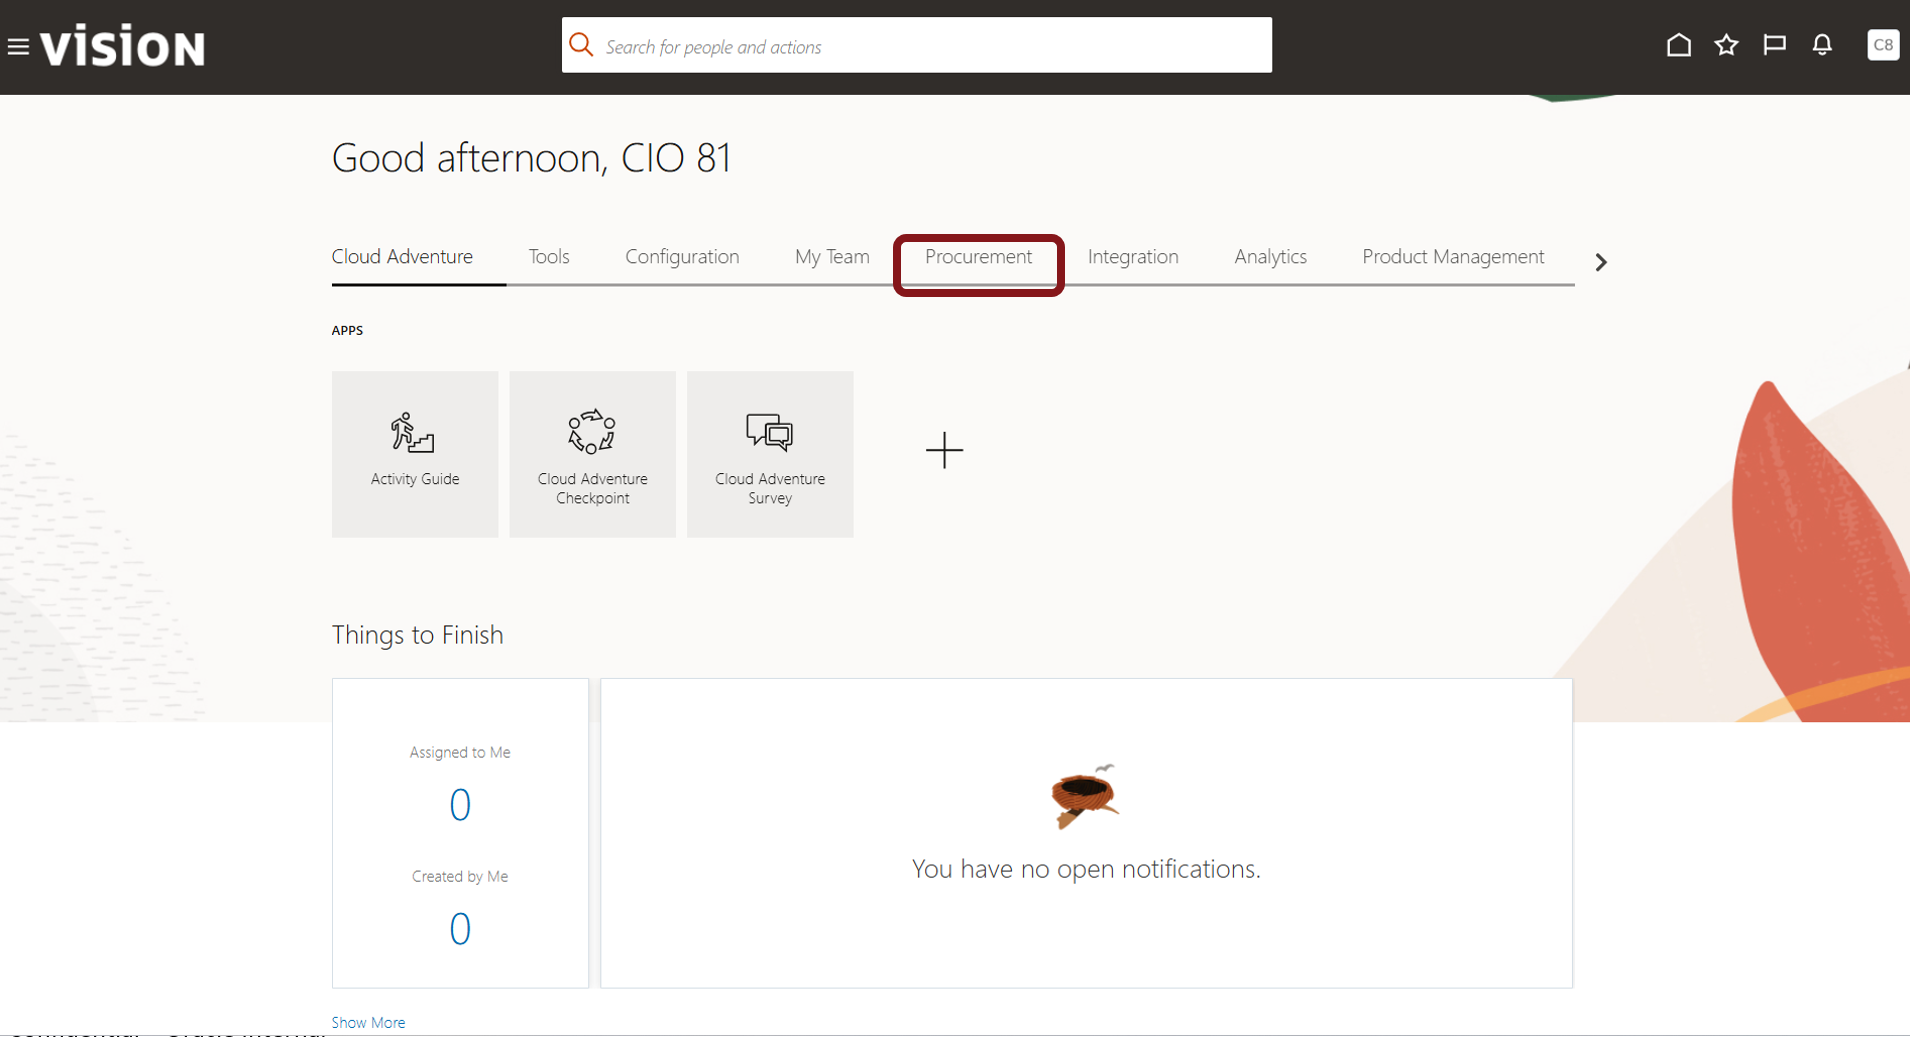 vision
Search for people and actions
C8
Good afternoon, CIO 81
Cloud Adventure
Tools
Configuration
My Team
Procurement
Integration
Analytics
Product Management
APPS
Activity Guide
Cloud Adventure
Checkpoint
Cloud Adventure
Survey
Things to Finish
Assigned to Me
0
Created by Me
0
You have no open notifications.
Show More